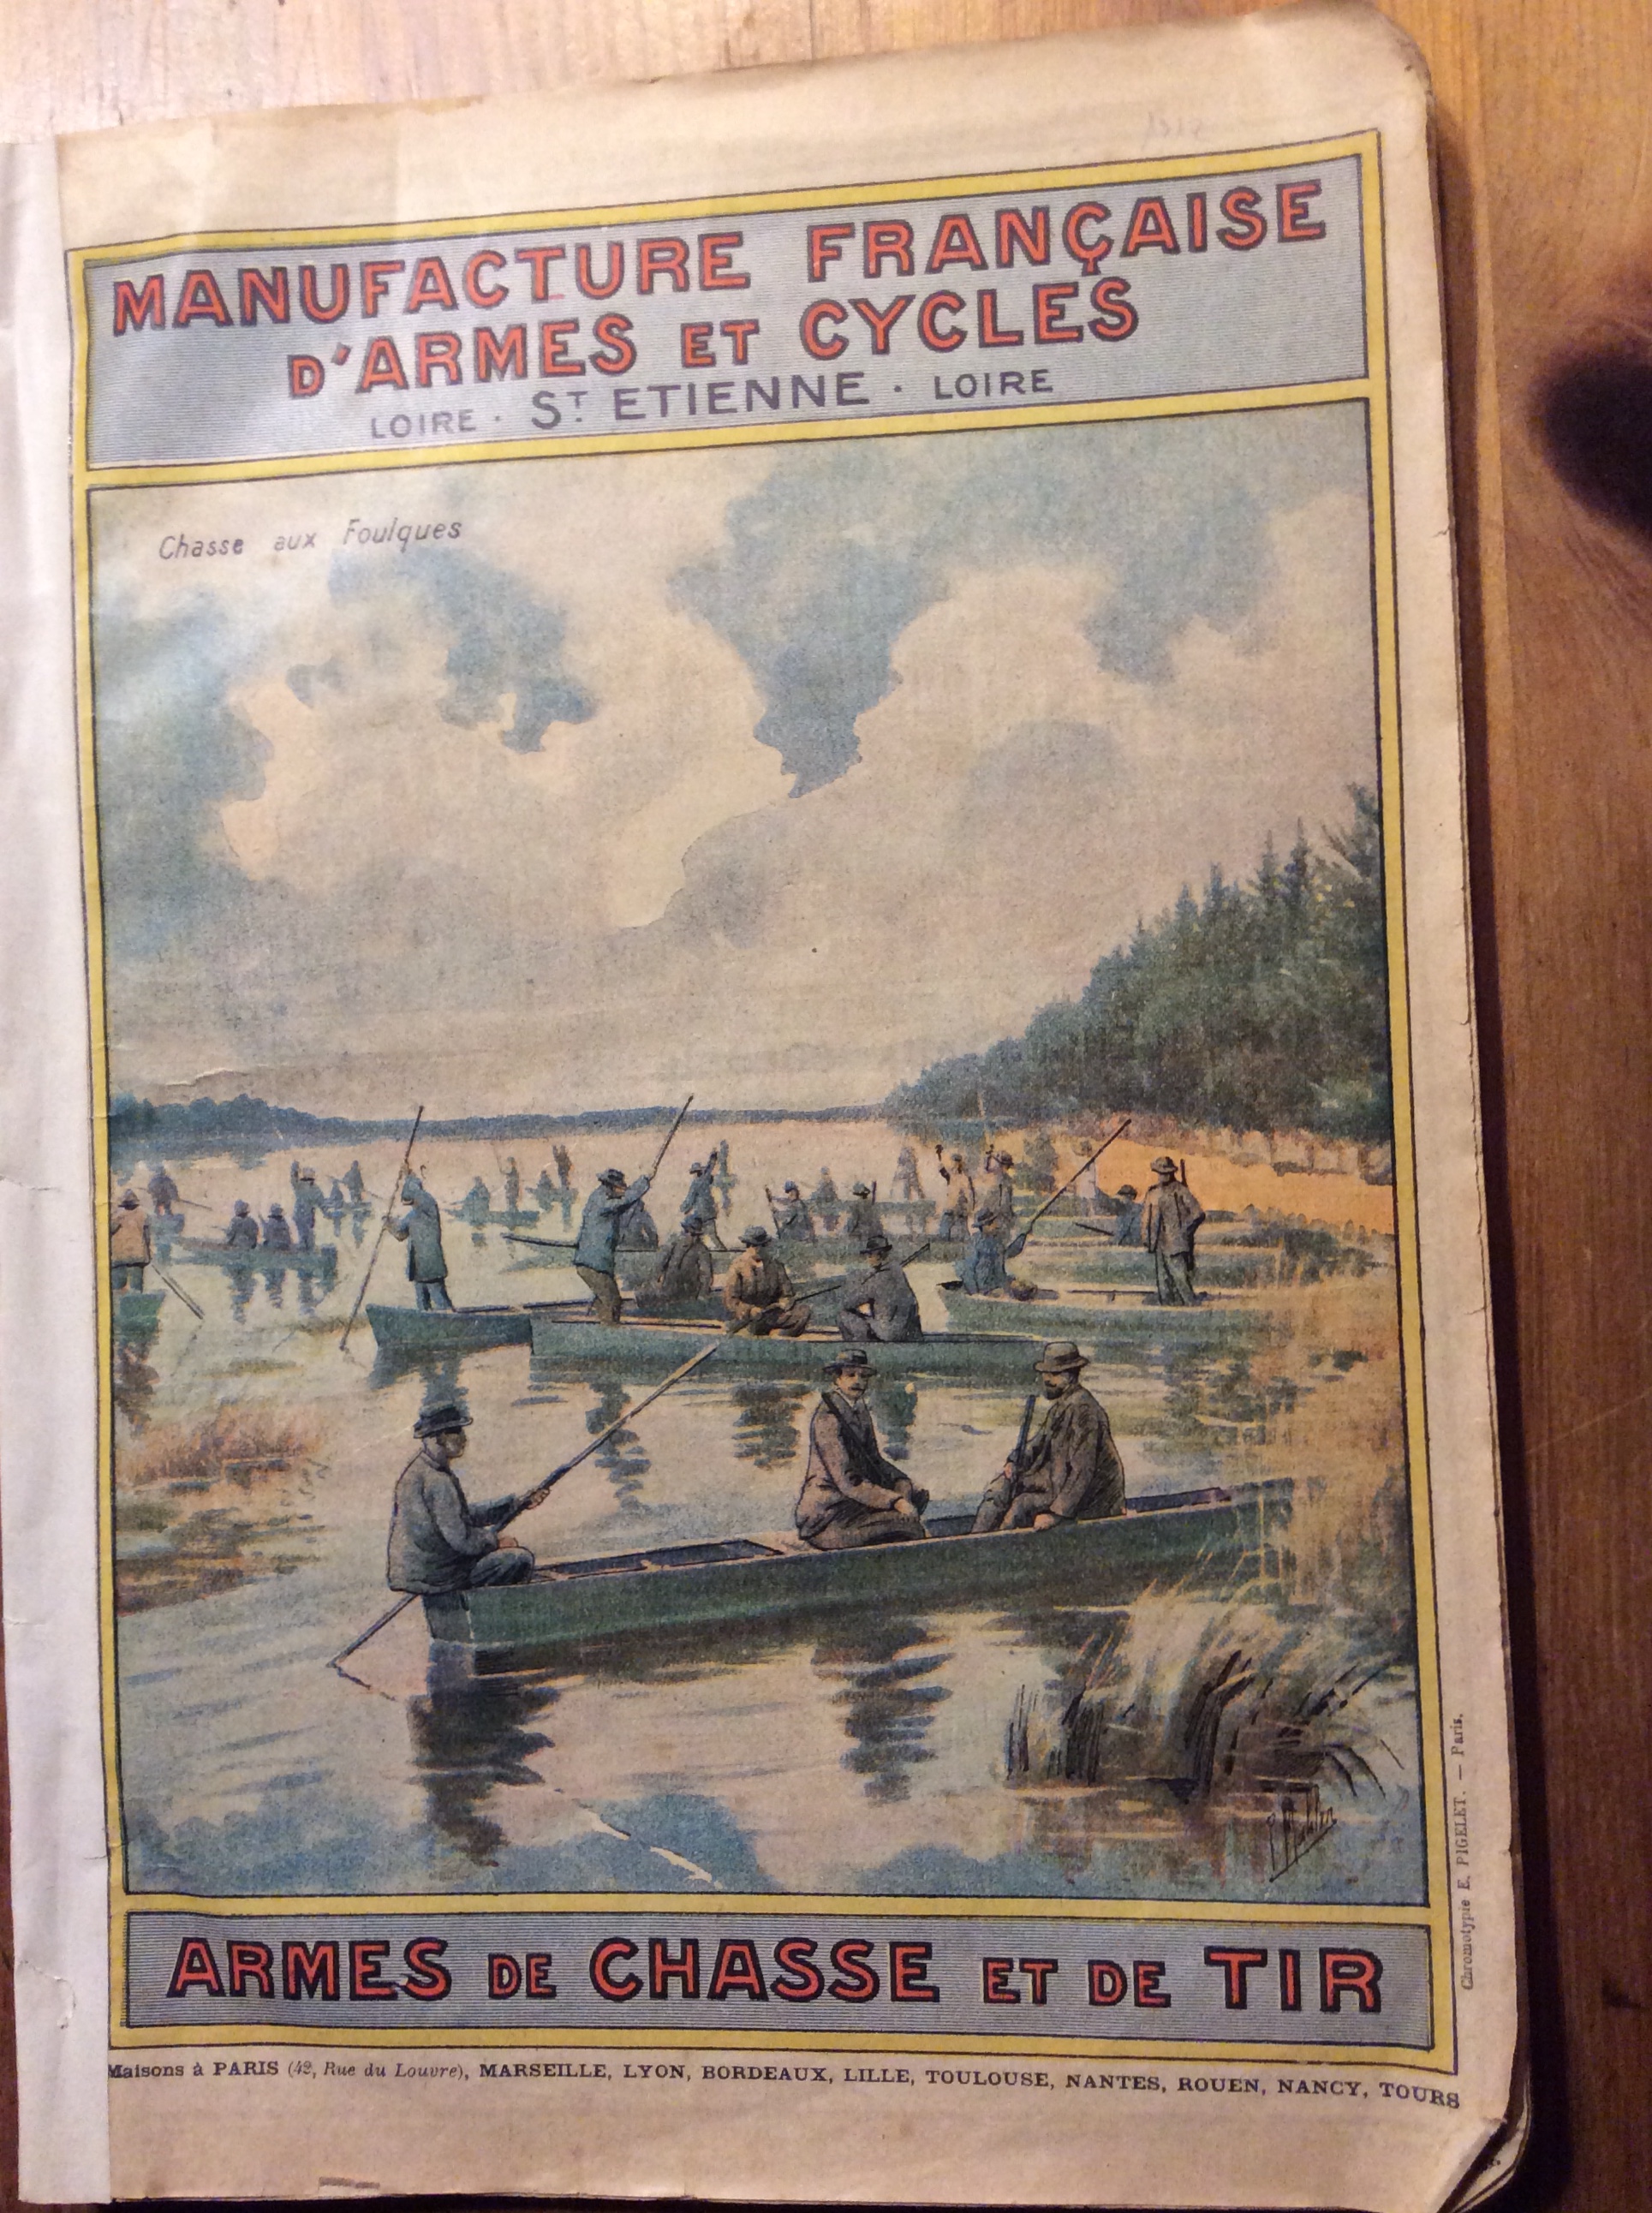 MANUFACTURE FRANÇAISE
D'ARMES ET CYCLES
LOIRE · ST ETIENNE · LOIRE
Chasse aux Foulques
ARMES DE CHASSE ET DE TIR
Maisons à PARIS (42, Rue du Louvre), MARSEILLE, LYON, BORDEAUX, LILLE, TOULOUSE, NANTES, ROUEN, NANCY, TOURS
Chromotypie E. PIGELET. — Paris.